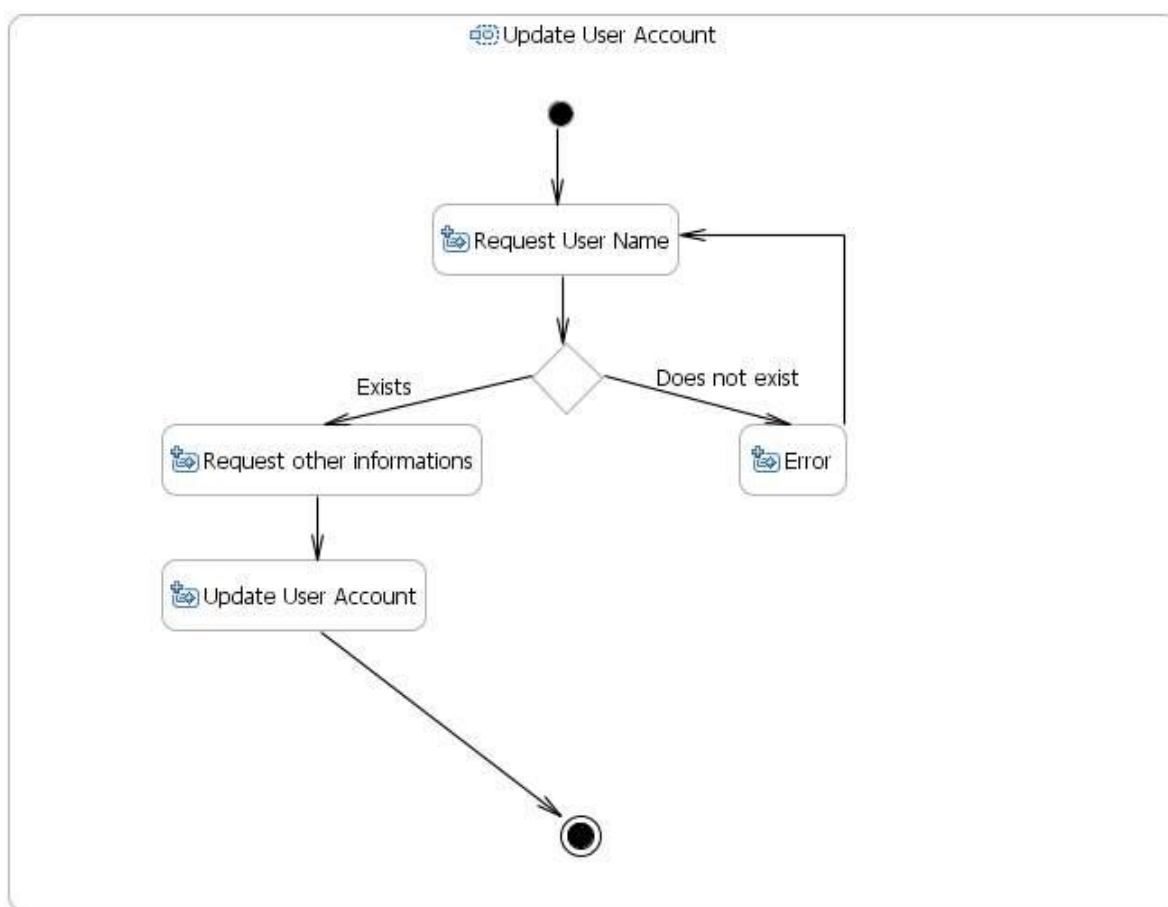 Update User Account
Request User Name
Exists
Does not exist
Request other informations
Error
Update User Account